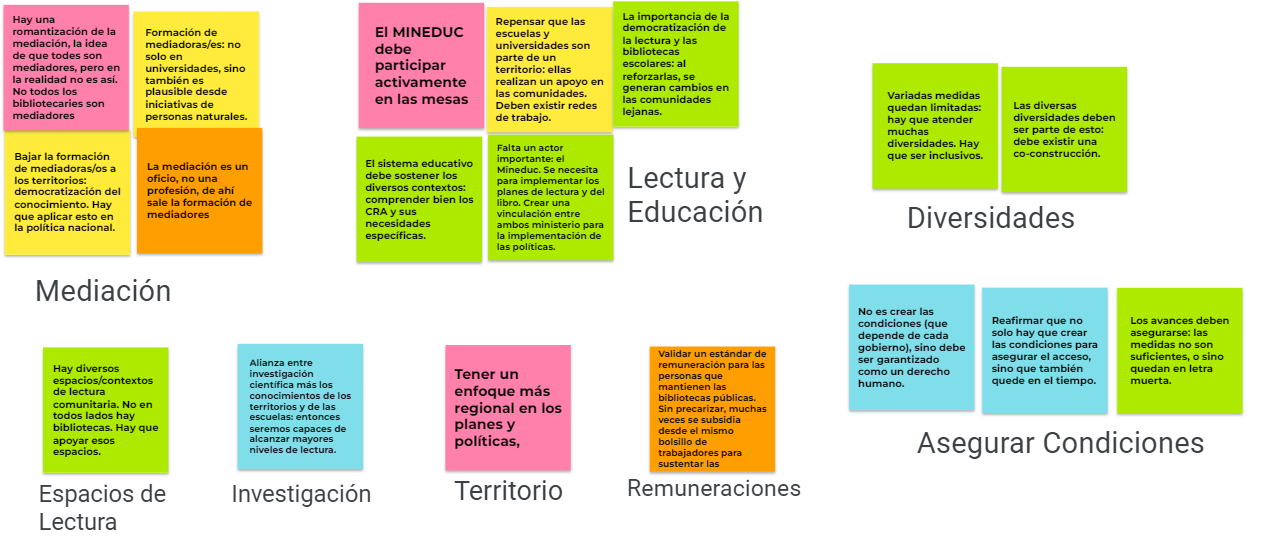 Hay una
romantización de la
mediación, la idea
de que todes son
mediadores, pero en
la realidad no es así.
No todos los
bibliotecaries son
mediadores
Formación de
mediadoras/es: no
solo en
universidades, sino
también es
plausible desde
iniciativas de
personas naturales.
Bajar la formación
de mediadoras/os a
los territorios:
democratización del
conocimiento. Hay
que aplicar esto en
la política nacional.
La mediación es un
oficio, no una
profesión, de ahí
sale la formación de
mediadores
Mediación
El MINEDUC
debe
participar
activamente
en las mesas
Repensar que las
escuelas y
universidades son
parte de un
territorio: ellas
realizan un apoyo en
las comunidades.
Deben existir redes
de trabajo.
La importancia de la
democratización de
la lectura y las
bibliotecas
escolares: al
reforzarlas, se
generan cambios en
las comunidades
lejanas.
El sistema educativo
debe sostener los
diversos contextos:
comprender bien los
CRA y sus
necesidades
específicas.
Falta un actor
importante: el
Mineduc. Se necesita
para implementar los
planes de lectura y del
libro. Crear una
vinculación entre
ambos ministerio para
la implementación de
las políticas.
Lectura y
Educación
Variadas medidas
quedan limitadas:
hay que atender
muchas
diversidades. Hay
que ser inclusivos.
Las diversas
diversidades deben
ser parte de esto:
debe existir una
co-construcción.
Diversidades
No es crear las
condiciones (que
depende de cada
gobierno), sino debe
ser garantizado
como un derecho
humano.
Reafirmar que no
solo hay que crear
las condiciones para
asegurar el acceso,
sino que también
quede en el tiempo.
Los avances deben
asegurarse: las
medidas no son
suficientes, o sino
quedan en letra
muerta.
Asegurar Condiciones
Hay diversos
espacios/contextos
de lectura
comunitaria. No en
todos lados hay
bibliotecas. Hay que
apoyar esos
espacios.
Espacios de
Lectura
Alianza entre
investigación
científica más los
conocimientos de los
territorios y de las
escuelas: entonces
seremos capaces de
alcanzar mayores
niveles de lectura.
Investigación
Tener un
enfoque más
regional en los
planes y
políticas,
Territorio
Validar un estándar de
remuneración para las
personas que
mantienen las
bibliotecas públicas.
Sin precarizar, muchas
veces se subsidia
desde el mismo
bolsillo de
trabajadores para
sustentar las
Remuneraciones